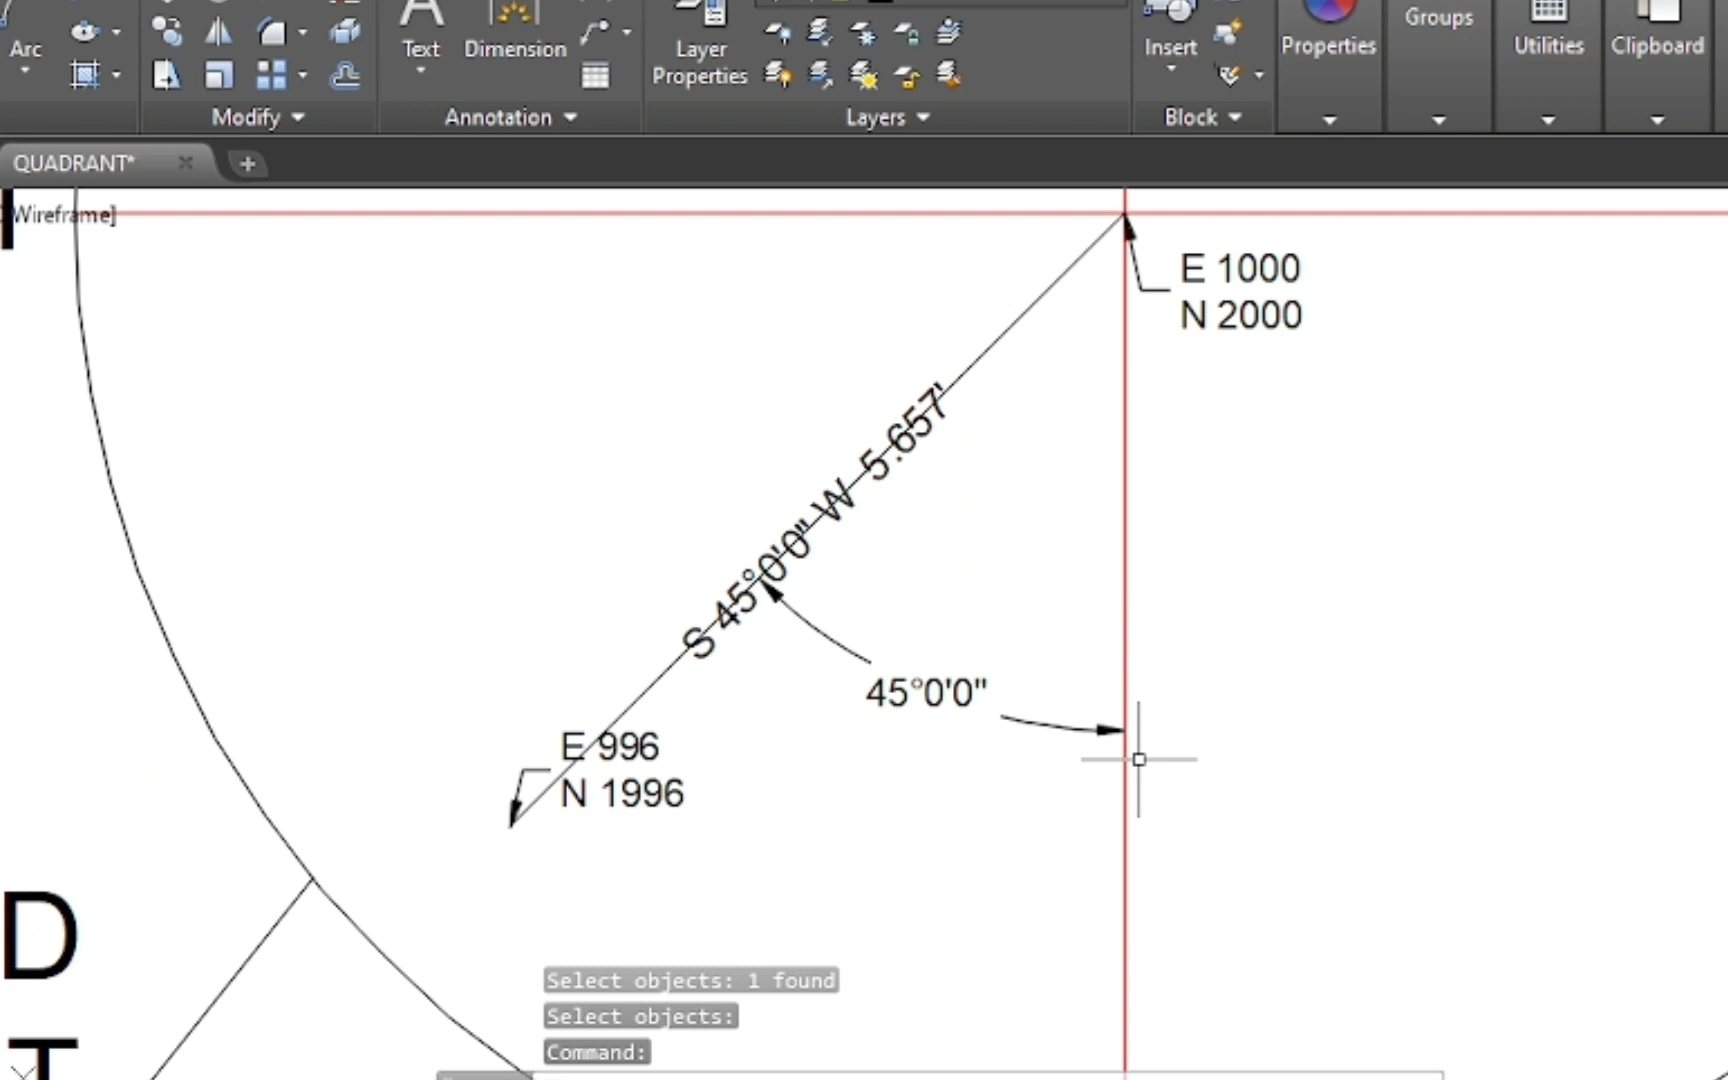 Arc
Text
Dimension
Layer
Properties
Insert
Properties
Groups
Utilities
Clipboard
Modify
Annotation
Layers
Block
QUADRANT*
Wireframe]
E 1000
N 2000
S 45°0'0" W 5.657'
45°0'0"
E 996
N 1996
D
T
Select objects: 1 found
Select objects:
Command: